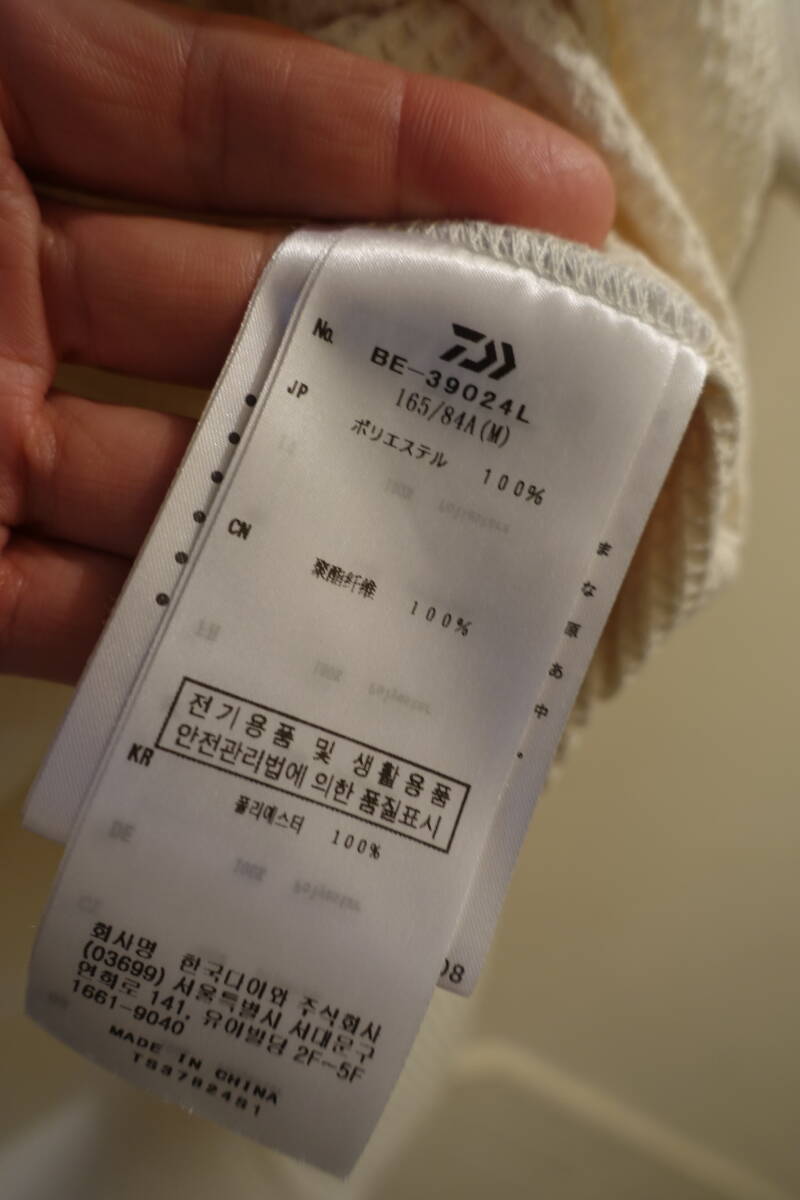 No. BE-39024L
165/84A(M)
JP ポリエステル 100%
CN 聚酯纤维 100%
전기용품 및 생활용품
안전관리법에 의한 품질표시
KR 폴리에스터 100%
회사명 한국다이와 주식회사
(03699) 서울특별시 서대문구
연희로 141, 유이빌딩 2F-5F
1661-9040
MADE IN CHINA
TS3782481
08